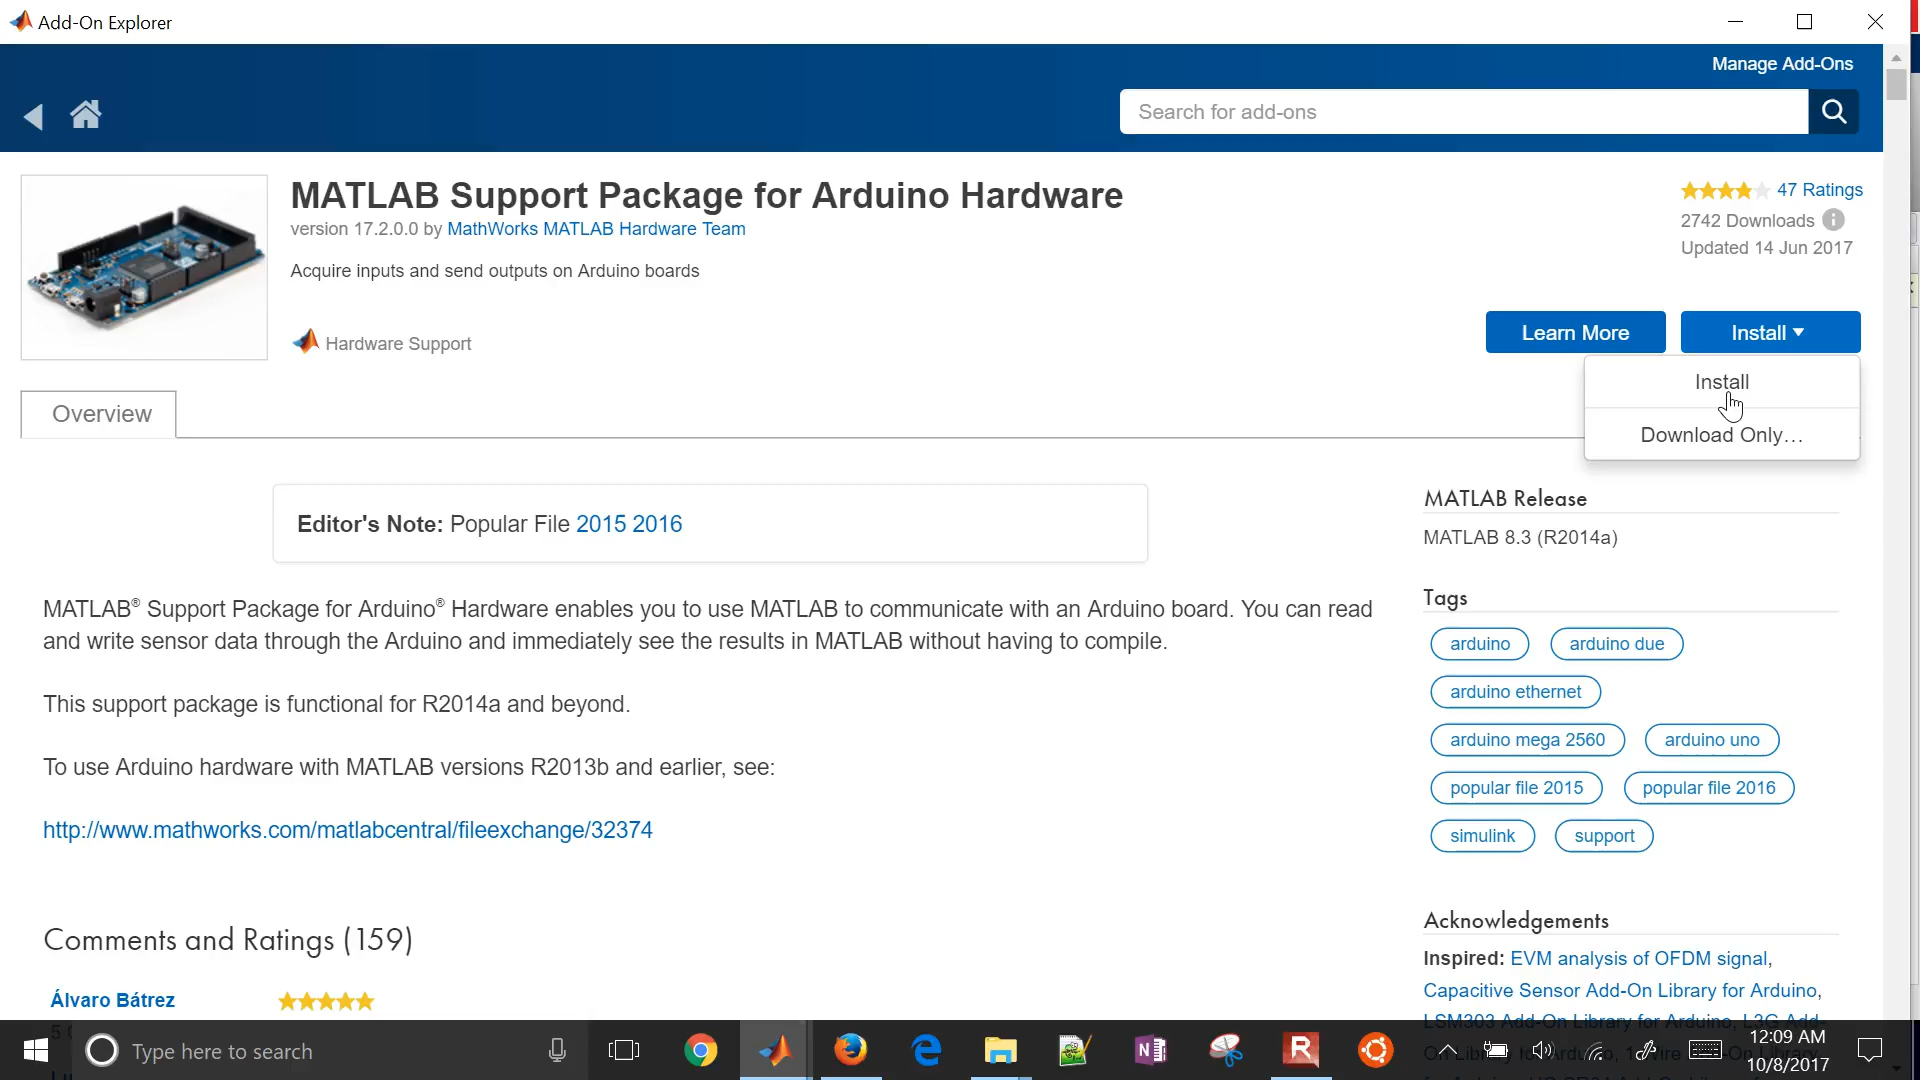 Add-On Explorer
Manage Add-Ons
Search for add-ons
MATLAB Support Package for Arduino Hardware
version 17.2.0.0 by MathWorks MATLAB Hardware Team
Acquire inputs and send outputs on Arduino boards
Hardware Support
47 Ratings
2742 Downloads
Updated 14 Jun 2017
Learn More
Install
Install
Download Only...
Overview
Editor's Note: Popular File 2015 2016
MATLAB® Support Package for Arduino® Hardware enables you to use MATLAB to communicate with an Arduino board. You can read
and write sensor data through the Arduino and immediately see the results in MATLAB without having to compile.
This support package is functional for R2014a and beyond.
To use Arduino hardware with MATLAB versions R2013b and earlier, see:
http://www.mathworks.com/matlabcentral/fileexchange/32374
Comments and Ratings (159)
Álvaro Bátrez
MATLAB Release
MATLAB 8.3 (R2014a)
Tags
arduino
arduino due
arduino ethernet
arduino mega 2560
arduino uno
popular file 2015
popular file 2016
simulink
support
Acknowledgements
Inspired: EVM analysis of OFDM signal,
Capacitive Sensor Add-On Library for Arduino,
LSM303 Add-On Library for Arduino, L3G Add-
Type here to search
12:09 AM
10/8/2017